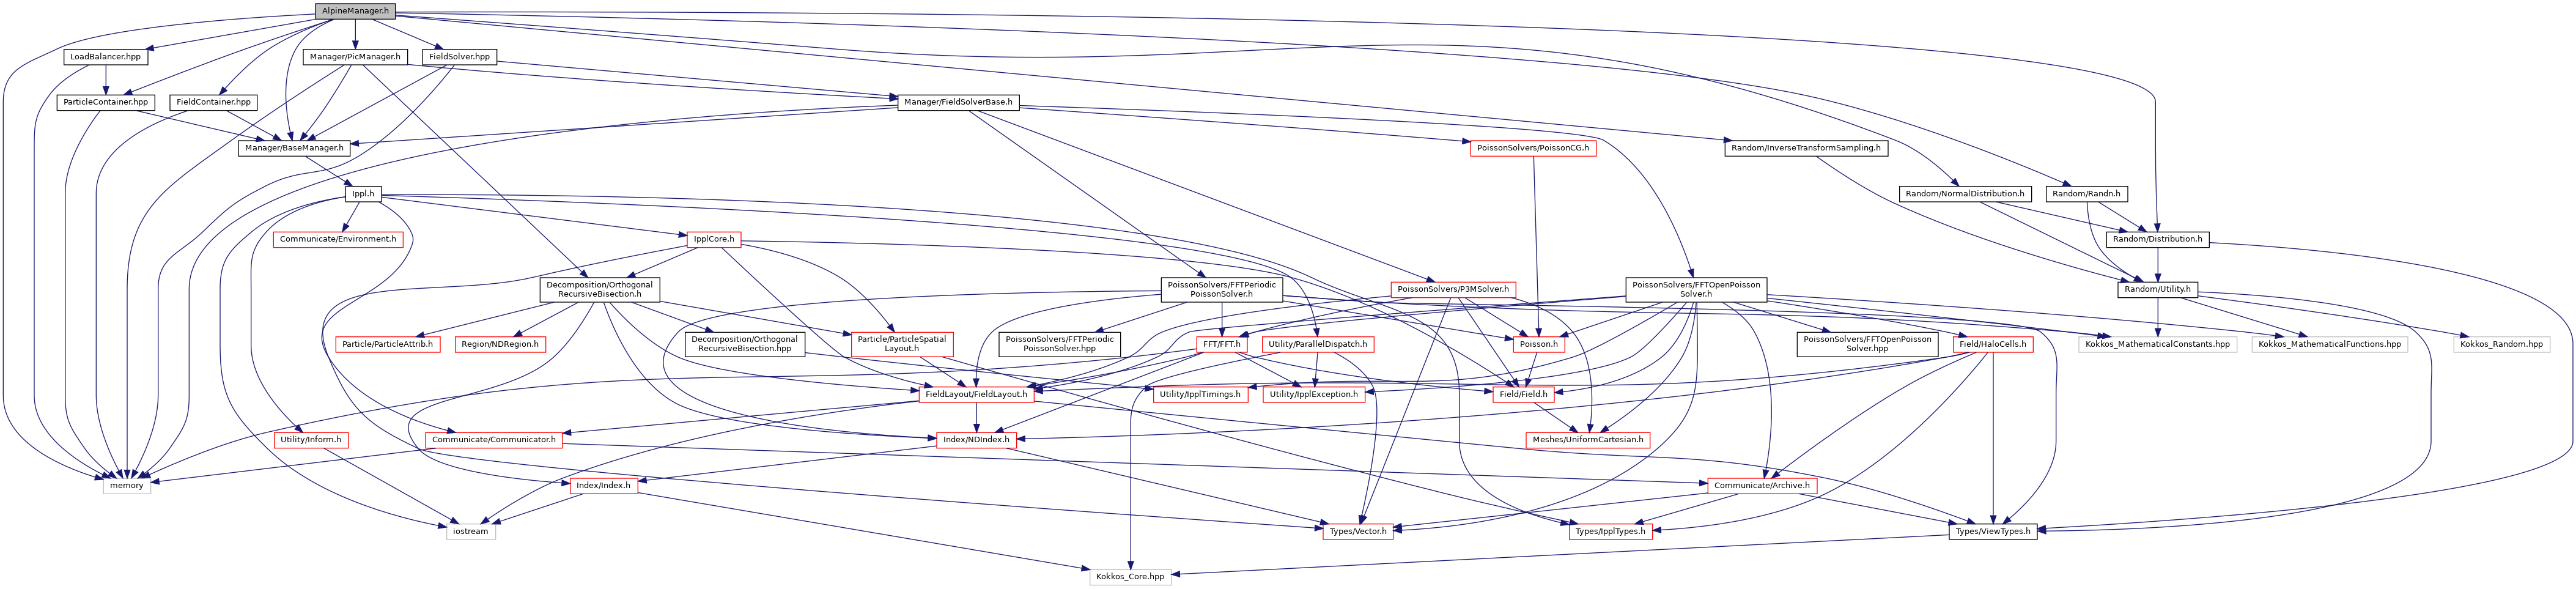 AlpineManager.h
LoadBalancer.hpp
Manager/PicManager.h
FieldSolver.hpp
ParticleContainer.hpp
FieldContainer.hpp
Manager/FieldSolverBase.h
Manager/BaseManager.h
PoissonSolvers/PoissonCG.h
Random/InverseTransformSampling.h
Ippl.h
Random/NormalDistribution.h
Random/Randn.h
Communicate/Environment.h
IpplCore.h
Random/Distribution.h
Decomposition/Orthogonal
RecursiveBisection.h
PoissonSolvers/FFTPeriodic
PoissonSolver.h
PoissonSolvers/P3MSolver.h
PoissonSolvers/FFTOpenPoisson
Solver.h
Random/Utility.h
Particle/ParticleAttrib.h
Region/NDRegion.h
Decomposition/Orthogonal
RecursiveBisection.hpp
Particle/ParticleSpatial
Layout.h
PoissonSolvers/FFTPeriodic
PoissonSolver.hpp
FFT/FFT.h
Utility/ParallelDispatch.h
Poisson.h
PoissonSolvers/FFTOpenPoisson
Solver.hpp
Field/HaloCells.h
Kokkos_MathematicalConstants.hpp
Kokkos_MathematicalFunctions.hpp
Kokkos_Random.hpp
FieldLayout/FieldLayout.h
Utility/IpplTimings.h
Utility/IpplException.h
Field/Field.h
Utility/Inform.h
Communicate/Communicator.h
Index/NDIndex.h
Meshes/UniformCartesian.h
memory
Index/Index.h
Communicate/Archive.h
iostream
Types/Vector.h
Types/IpplTypes.h
Types/ViewTypes.h
Kokkos_Core.hpp